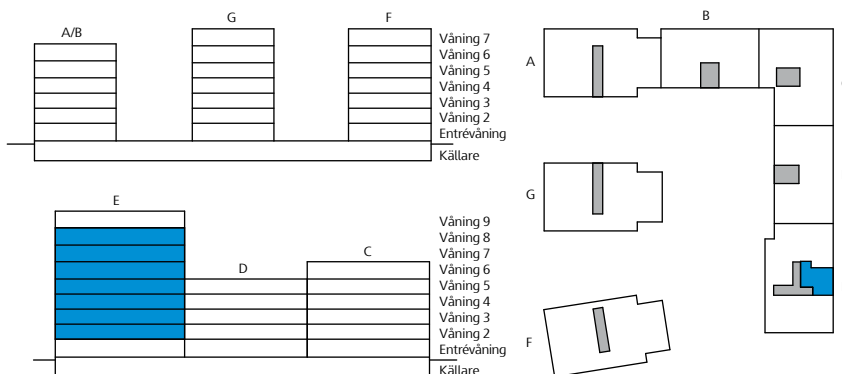 A/B
G
F
Våning 7
Våning 6
Våning 5
Våning 4
Våning 3
Våning 2
Entrévåning
Källare
E
D
C
Våning 9
Våning 8
Våning 7
Våning 6
Våning 5
Våning 4
Våning 3
Våning 2
Entrévåning
Källare
B
A
G
F